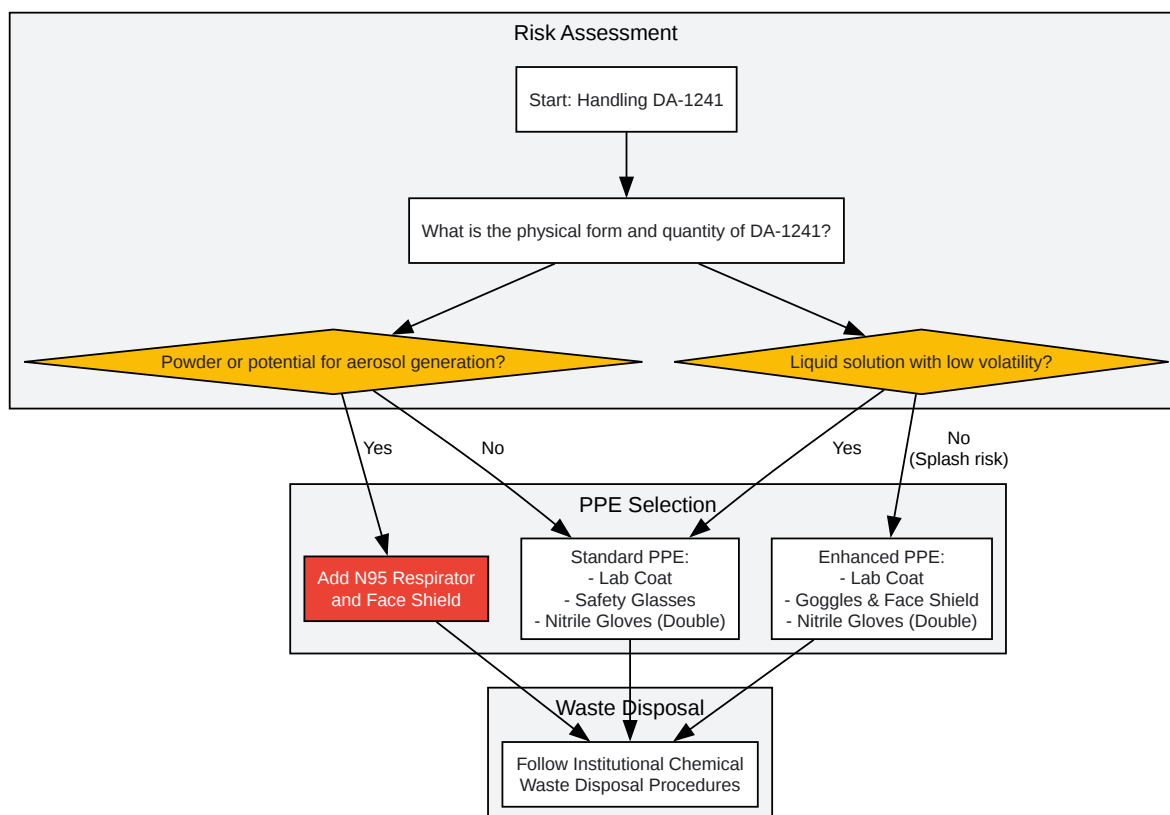 Risk Assessment
Start: Handling DA-1241
What is the physical form and quantity of DA-1241?
Powder or potential for aerosol generation?
Liquid solution with low volatility?
Yes
No
Yes
No
(Splash risk)
PPE Selection
Add N95 Respirator
and Face Shield
Standard PPE:
- Lab Coat
- Safety Glasses
- Nitrile Gloves (Double)
Enhanced PPE:
- Lab Coat
- Goggles & Face Shield
- Nitrile Gloves (Double)
Waste Disposal
Follow Institutional Chemical
Waste Disposal Procedures